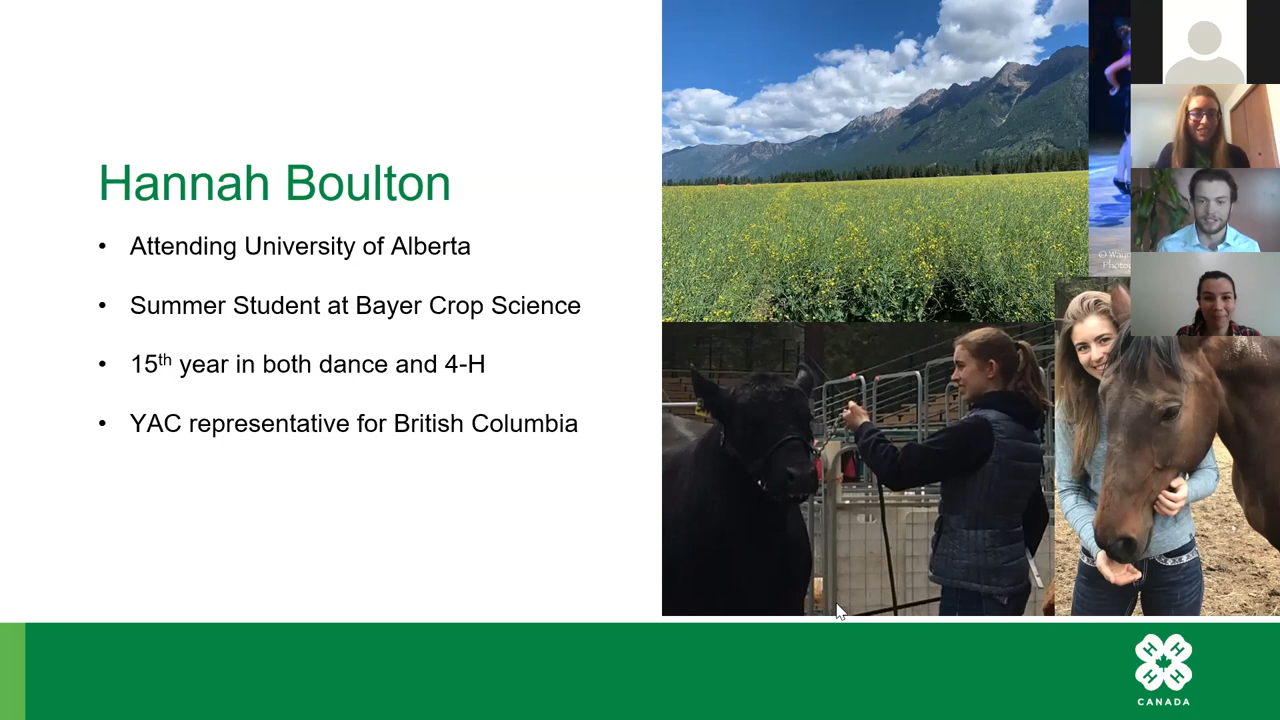 Hannah Boulton
• Attending University of Alberta
• Summer Student at Bayer Crop Science
• 15th year in both dance and 4-H
• YAC representative for British Columbia
©
H H
H H
CANADA